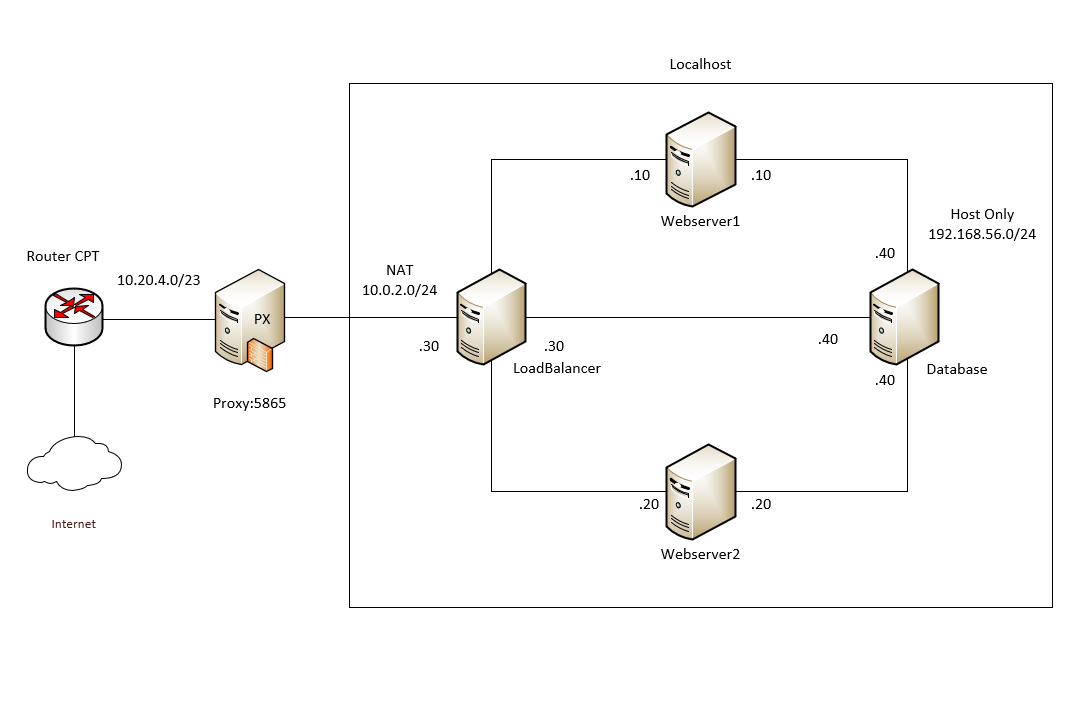 Localhost
.10
.10
Webserver1
Host Only
192.168.56.0/24
Router CPT
10.20.4.0/23
NAT
10.0.2.0/24
.40
PX
.30
.30
LoadBalancer
.40
.40
Database
Proxy:5865
.20
.20
Webserver2
Internet